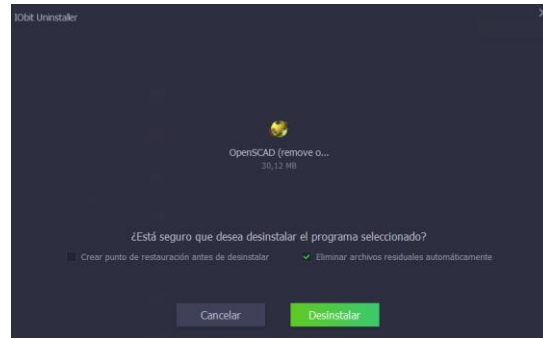 IObit Uninstaller
OpenSCAD (remove o...
30,12 MB
¿Está seguro que desea desinstalar el programa seleccionado?
Crear punto de restauración antes de desinstalar
Eliminar archivos residuales automáticamente
Cancelar
Desinstalar